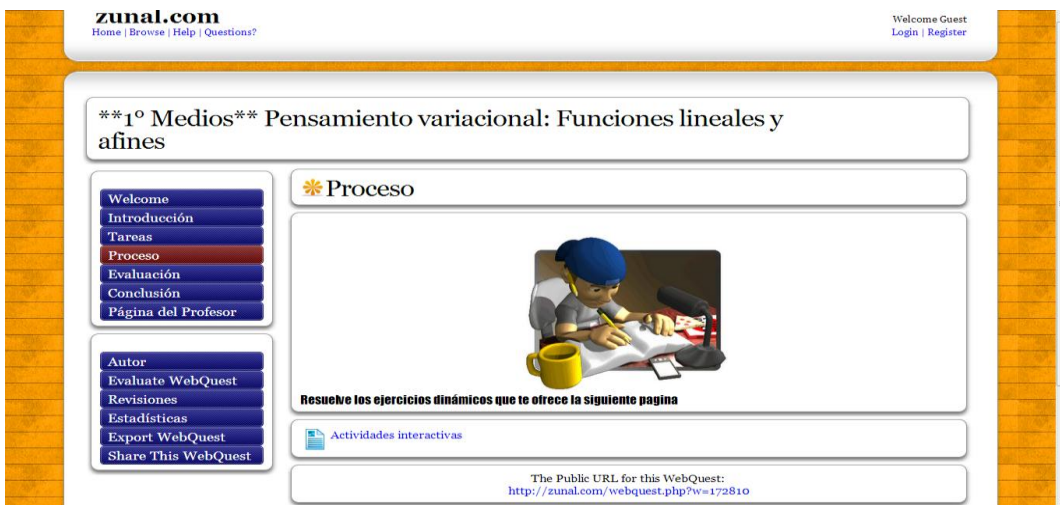 zunal.com
Home | Browse | Help | Questions?
Welcome Guest
Login | Register
**1º Medios** Pensamiento variacional: Funciones lineales y
afines
Welcome
Introducción
Tareas
Proceso
Evaluación
Conclusión
Página del Profesor
Autor
Evaluate WebQuest
Revisiones
Estadísticas
Export WebQuest
Share This WebQuest
Proceso
Resuelve los ejercicios dinámicos que te ofrece la siguiente pagina
Actividades interactivas
The Public URL for this WebQuest:
http://zunal.com/webquest.php?w=172810